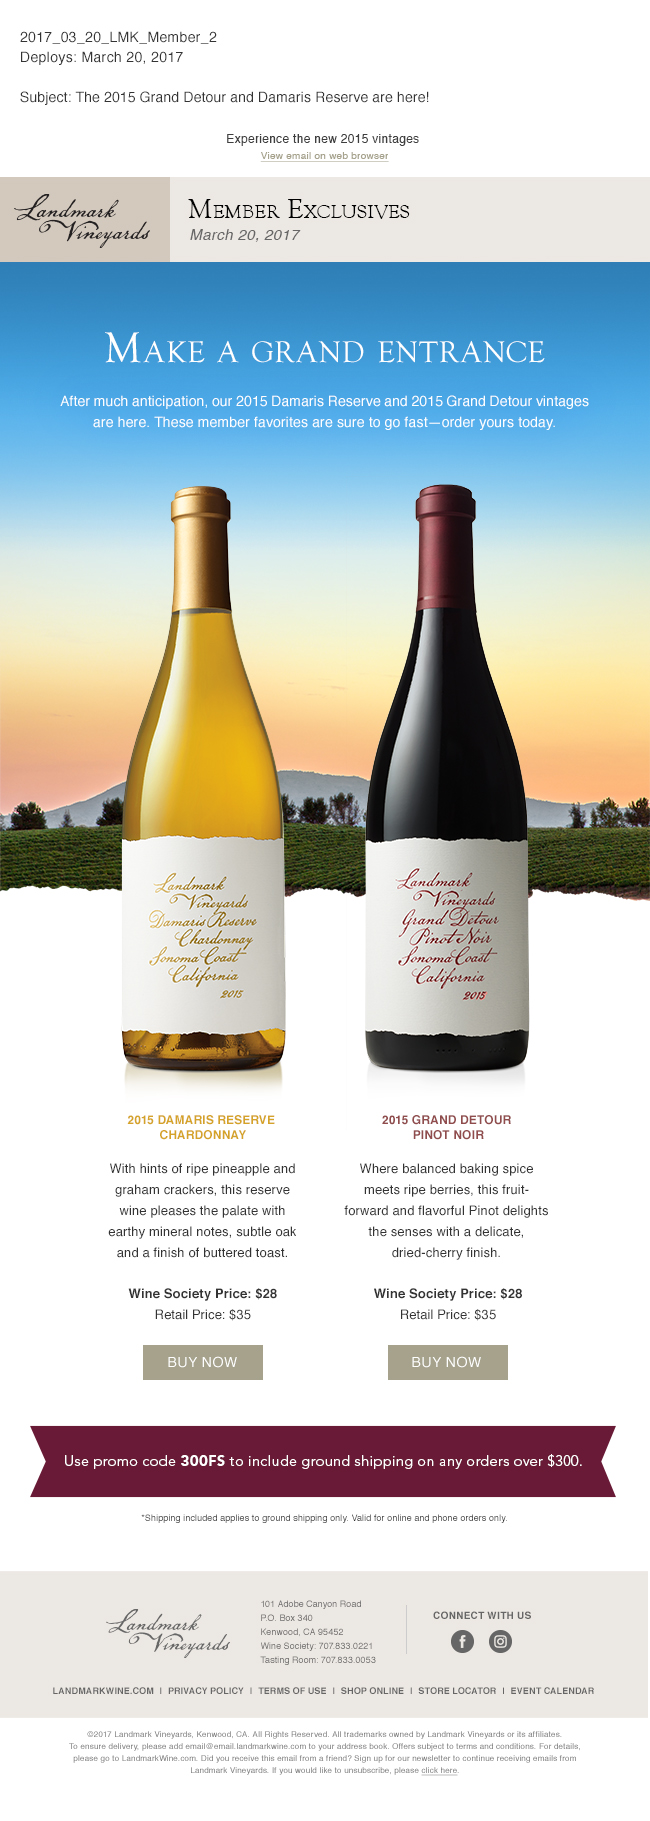 2017_03_20_LMK_Member_2
Deploys: March 20, 2017
Subject: The 2015 Grand Detour and Damaris Reserve are here!
Experience the new 2015 vintages
View email on web browser
Landmark
Vineyards
Member Exclusives
March 20, 2017
Make a grand entrance
After much anticipation, our 2015 Damaris Reserve and 2015 Grand Detour vintages
are here. These member favorites are sure to go fast—order yours today.
Landmark
Vineyards
Damaris Reserve
Chardonnay
Sonoma Coast
California
2015
Landmark
Vineyards
Grand Detour
Pinot Noir
Sonoma Coast
California
2015
2015 DAMARIS RESERVE
CHARDONNAY
With hints of ripe pineapple and
graham crackers, this reserve
wine pleases the palate with
earthy mineral notes, subtle oak
and a finish of buttered toast.
Wine Society Price: $28
Retail Price: $35
BUY NOW
2015 GRAND DETOUR
PINOT NOIR
Where balanced baking spice
meets ripe berries, this fruit-
forward and flavorful Pinot delights
the senses with a delicate,
dried-cherry finish.
Wine Society Price: $28
Retail Price: $35
BUY NOW
Use promo code 300FS to include ground shipping on any orders over $300.
*Shipping included applies to ground shipping only. Valid for online and phone orders only.
Landmark
Vineyards
101 Adobe Canyon Road
P.O. Box 340
Kenwood, CA 95452
Wine Society: 707.833.0221
Tasting Room: 707.833.0053
CONNECT WITH US
LANDMARKWINE.COM | PRIVACY POLICY | TERMS OF USE | SHOP ONLINE | STORE LOCATOR | EVENT CALENDAR
©2017 Landmark Vineyards, Kenwood, CA. All Rights Reserved. All trademarks owned by Landmark Vineyards or its affiliates.
To ensure delivery, please add email@email.landmarkwine.com to your address book. Offers subject to terms and conditions. For details,
please go to LandmarkWine.com. Did you receive this email from a friend? Sign up for our newsletter to continue receiving emails from
Landmark Vineyards. If you would like to unsubscribe, please click here.